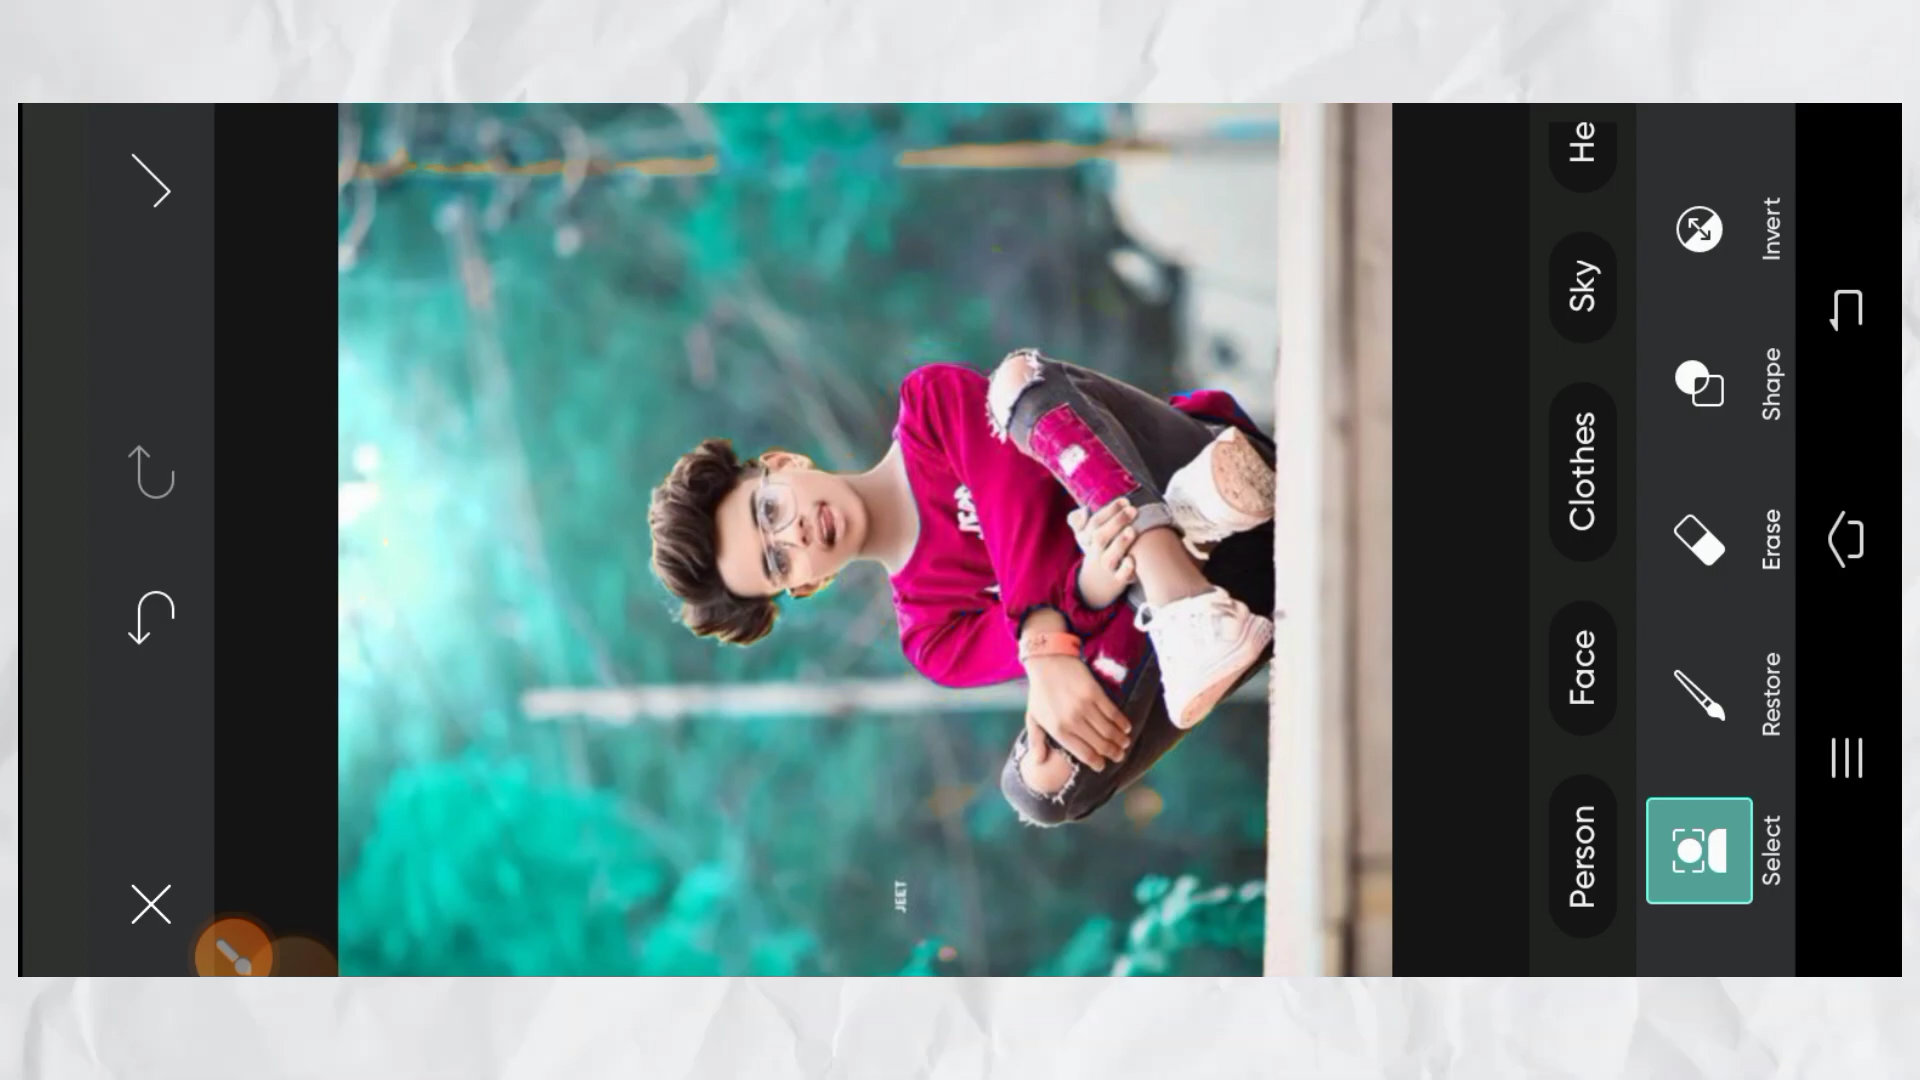 JEET
Person
Face
Clothes
Sky
He
Select
Restore
Erase
Shape
Invert